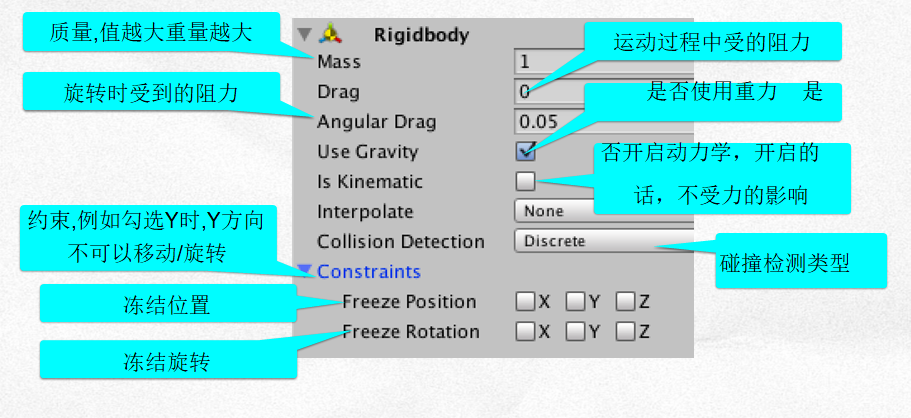 质量,值越大重量越大
Rigidbody
运动过程中受的阻力
Mass
1
旋转时受到的阻力
Drag
0
是否使用重力 是
Angular Drag
0.05
Use Gravity
否开启动力学，开启的
话，不受力的影响
Is Kinematic
Interpolate
None
约束,例如勾选Y时,Y方向
不可以移动/旋转
Collision Detection
Discrete
碰撞检测类型
Constraints
冻结位置
Freeze Position
X Y Z
Freeze Rotation
X Y Z
冻结旋转